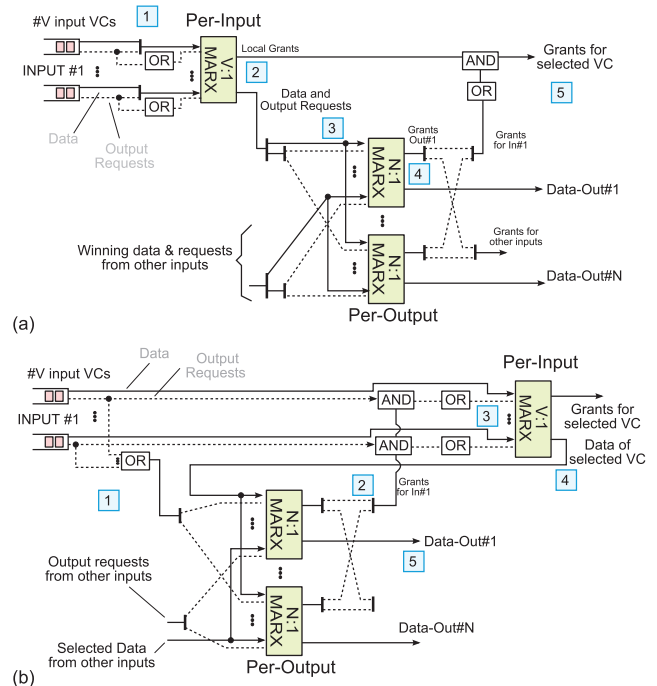 #V input VCs
1
Per-Input
INPUT #1
OR
OR
V:1
MARX
Local Grants
2
AND
Grants for
selected VC
OR
5
Data
Output
Requests
Data and
Output Requests
3
Grants
Out#1
Grants
for In#1
N:1
MARX
4
Data-Out#1
Winning data & requests
from other inputs
N:1
MARX
Grants for
other inputs
Data-Out#N
Per-Output
(a)
#V input VCs
Data
Output
Requests
Per-Input
INPUT #1
AND
OR
AND
OR
3
V:1
MARX
Grants for
selected VC
Data of
selected VC
4
OR
1
2
Grants
for In#1
N:1
MARX
Data-Out#1
5
Output requests
from other inputs
N:1
MARX
Selected Data
from other inputs
Data-Out#N
Per-Output
(b)